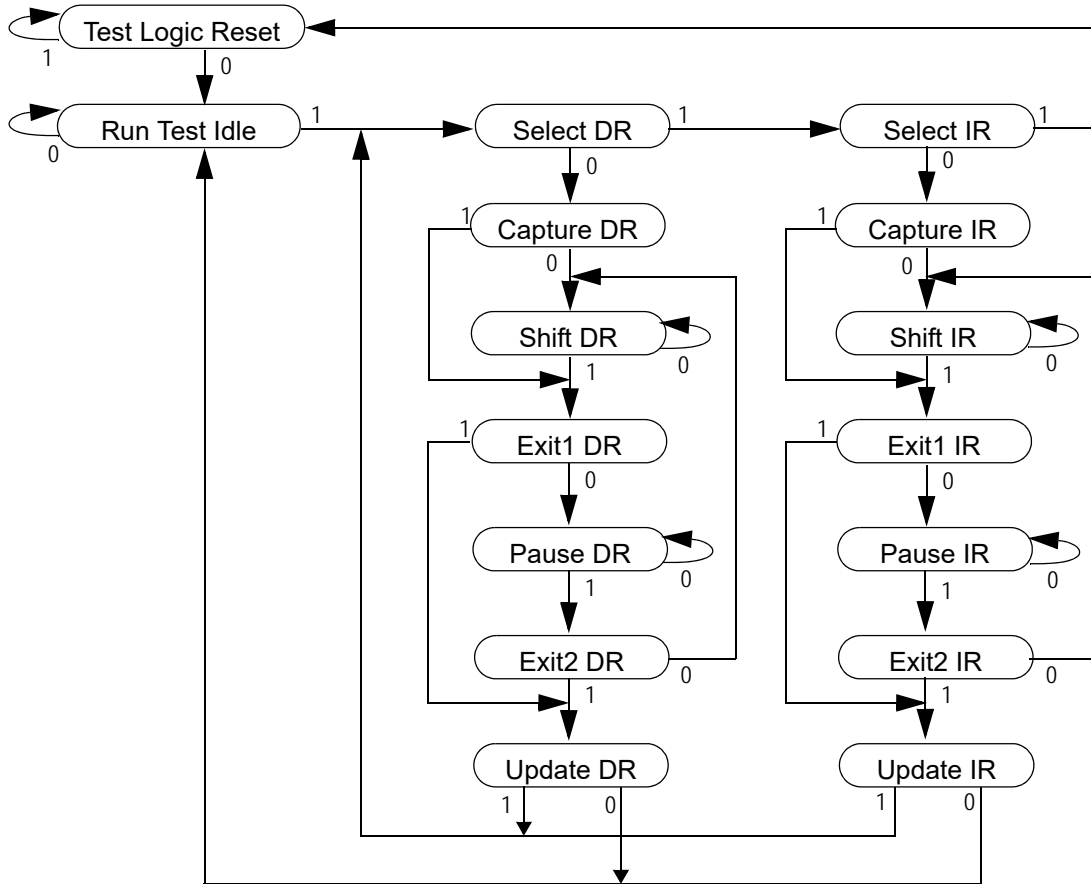 Test Logic Reset
1
0
Run Test Idle
1
0
Select DR
1
0
Select IR
1
0
Capture DR
1
0
Capture IR
1
0
Shift DR
0
1
Shift IR
0
1
Exit1 DR
1
0
Exit1 IR
1
0
Pause DR
0
1
Pause IR
0
1
Exit2 DR
0
1
Exit2 IR
0
1
Update DR
1
0
Update IR
1
0